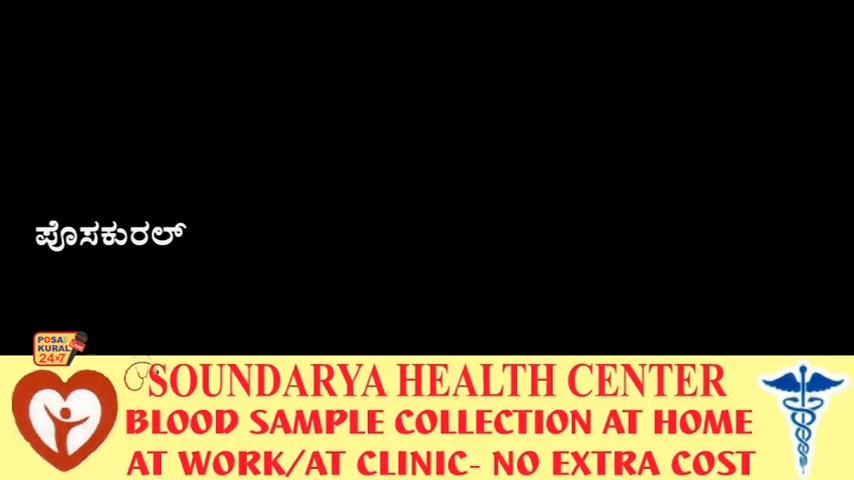 ಪೊಸಕುರಲ್
POSA
KURAL
Live
24x7
SOUNDARYA HEALTH CENTER
BLOOD SAMPLE COLLECTION AT HOME
AT WORK/AT CLINIC- NO EXTRA COST